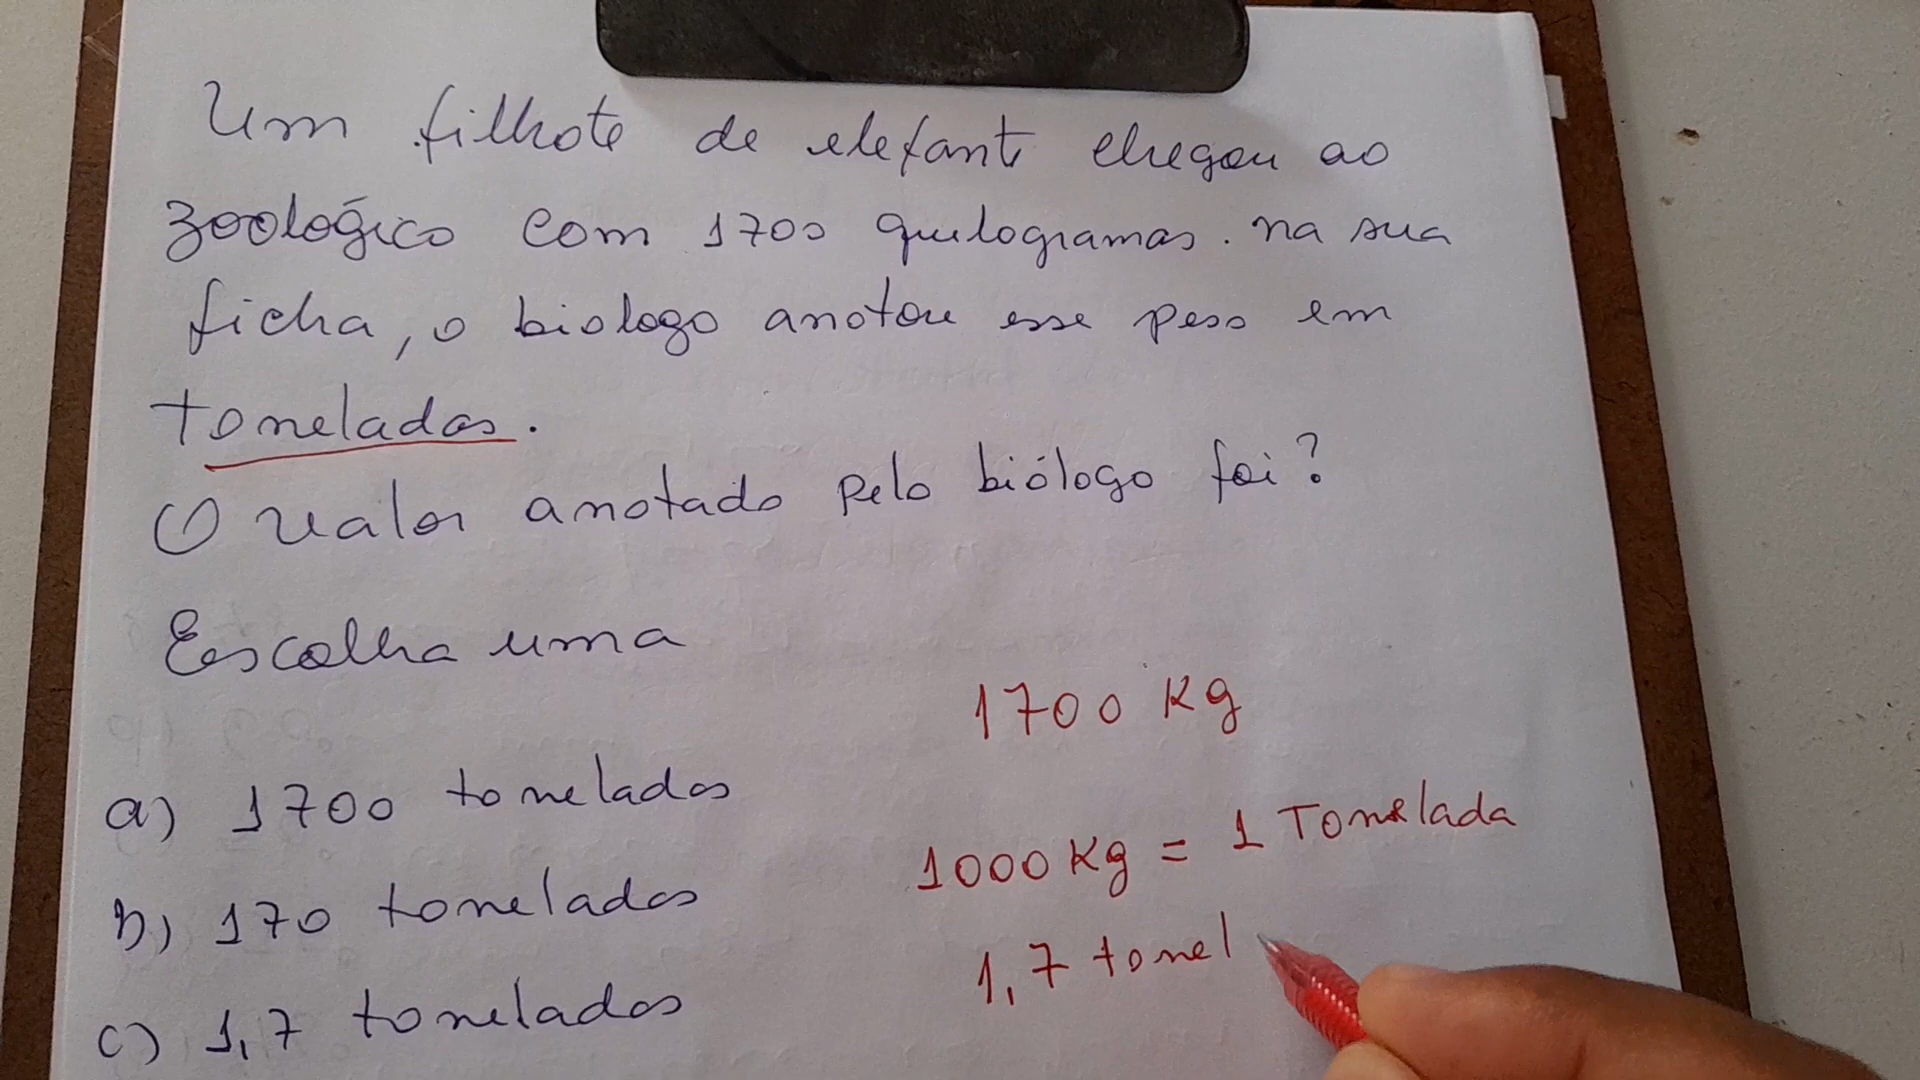 Um filhote de elefante chegou ao
zoológico com 1700 quilogramas. na sua
ficha, o biologo anotou esse peso em
toneladas.
O valor anotado pelo biólogo foi?
Escolha uma
1700 Kg
a) 1700 toneladas
1000 Kg = 1 Tonelada
b) 170 toneladas
1,7 tonel
c) 1,7 toneladas